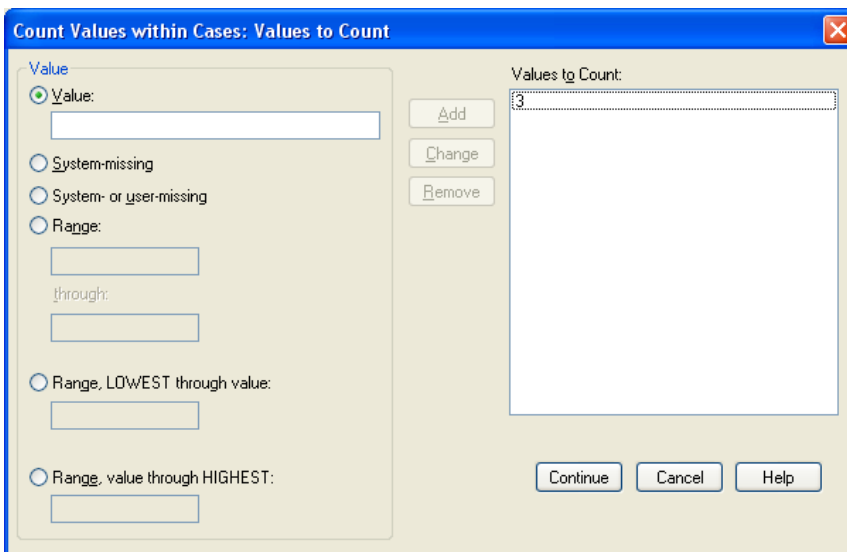 Count Values within Cases: Values to Count
Value
Value:
System-missing
System- or user-missing
Range:
through:
Range, LOWEST through value:
Range, value through HIGHEST:
Add
Change
Remove
Values to Count:
3
Continue
Cancel
Help